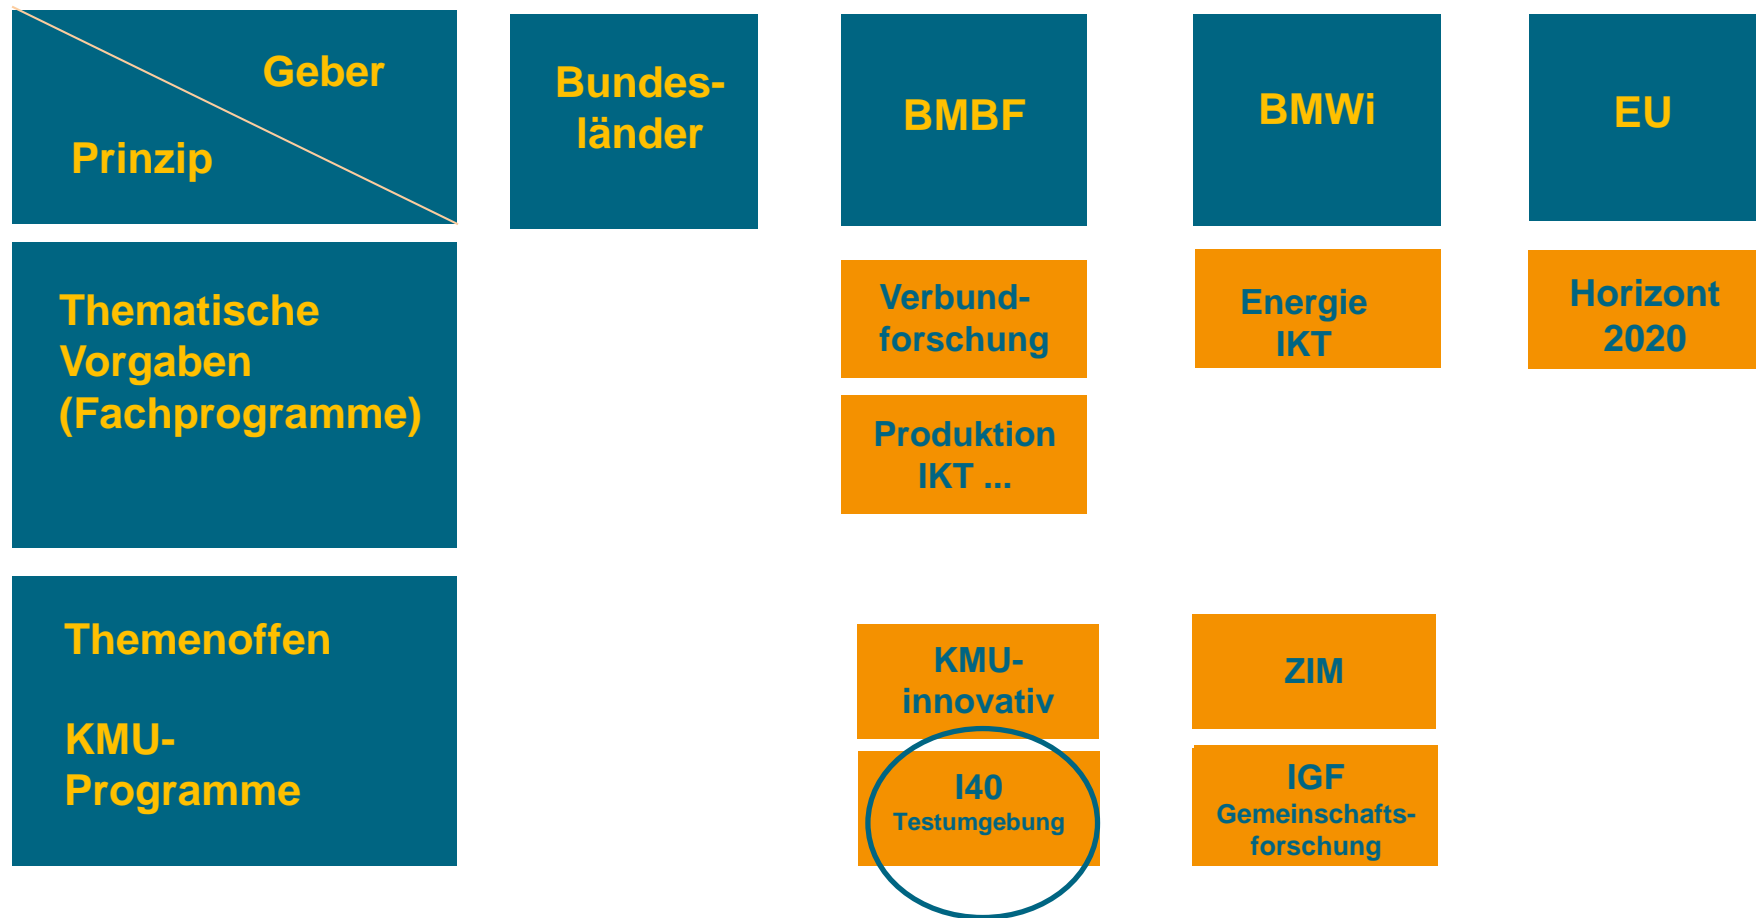 Geber
Prinzip
Bundes-
länder
BMBF
BMWi
EU
Thematische
Vorgaben
(Fachprogramme)
Verbund-
forschung
Energie
IKT
Horizont
2020
Produktion
IKT ...
Themenoffen
KMU-
Programme
KMU-
innovativ
ZIM
I40
Testumgebung
IGF
Gemeinschafts-
forschung